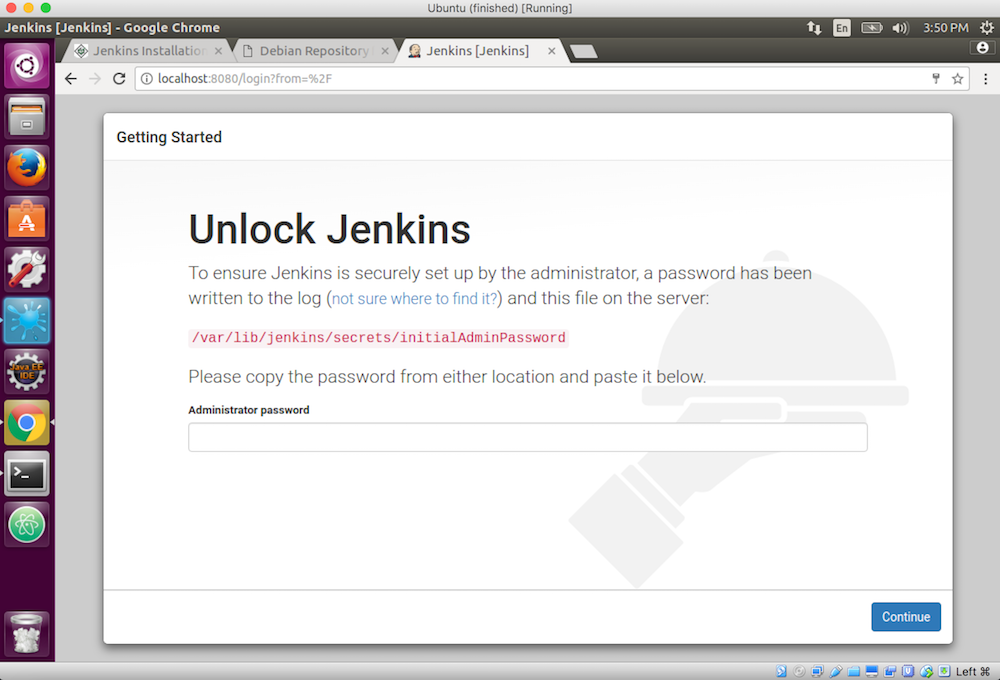 Ubuntu (finished) [Running]
Jenkins [Jenkins] - Google Chrome
En
3:50 PM
Jenkins Installation
Debian Repository
Jenkins [Jenkins]
localhost:8080/login?from=%2F
Getting Started
Unlock Jenkins
To ensure Jenkins is securely set up by the administrator, a password has been
written to the log (not sure where to find it?) and this file on the server:
/var/lib/jenkins/secrets/initialAdminPassword
Please copy the password from either location and paste it below.
Administrator password
Java EE
IDE
Continue
Left ⌘